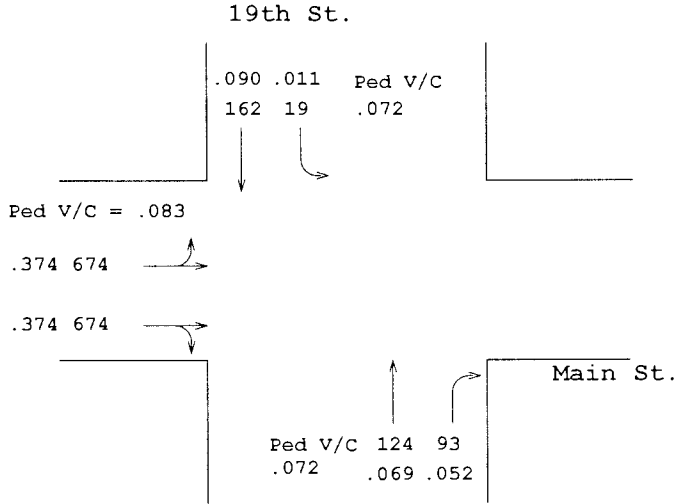 19th St.
.090 .011 Ped V/C
162 19 .072
Ped V/C = .083
.374 674
.374 674
Main St.
Ped V/C 124 93
.072 .069 .052